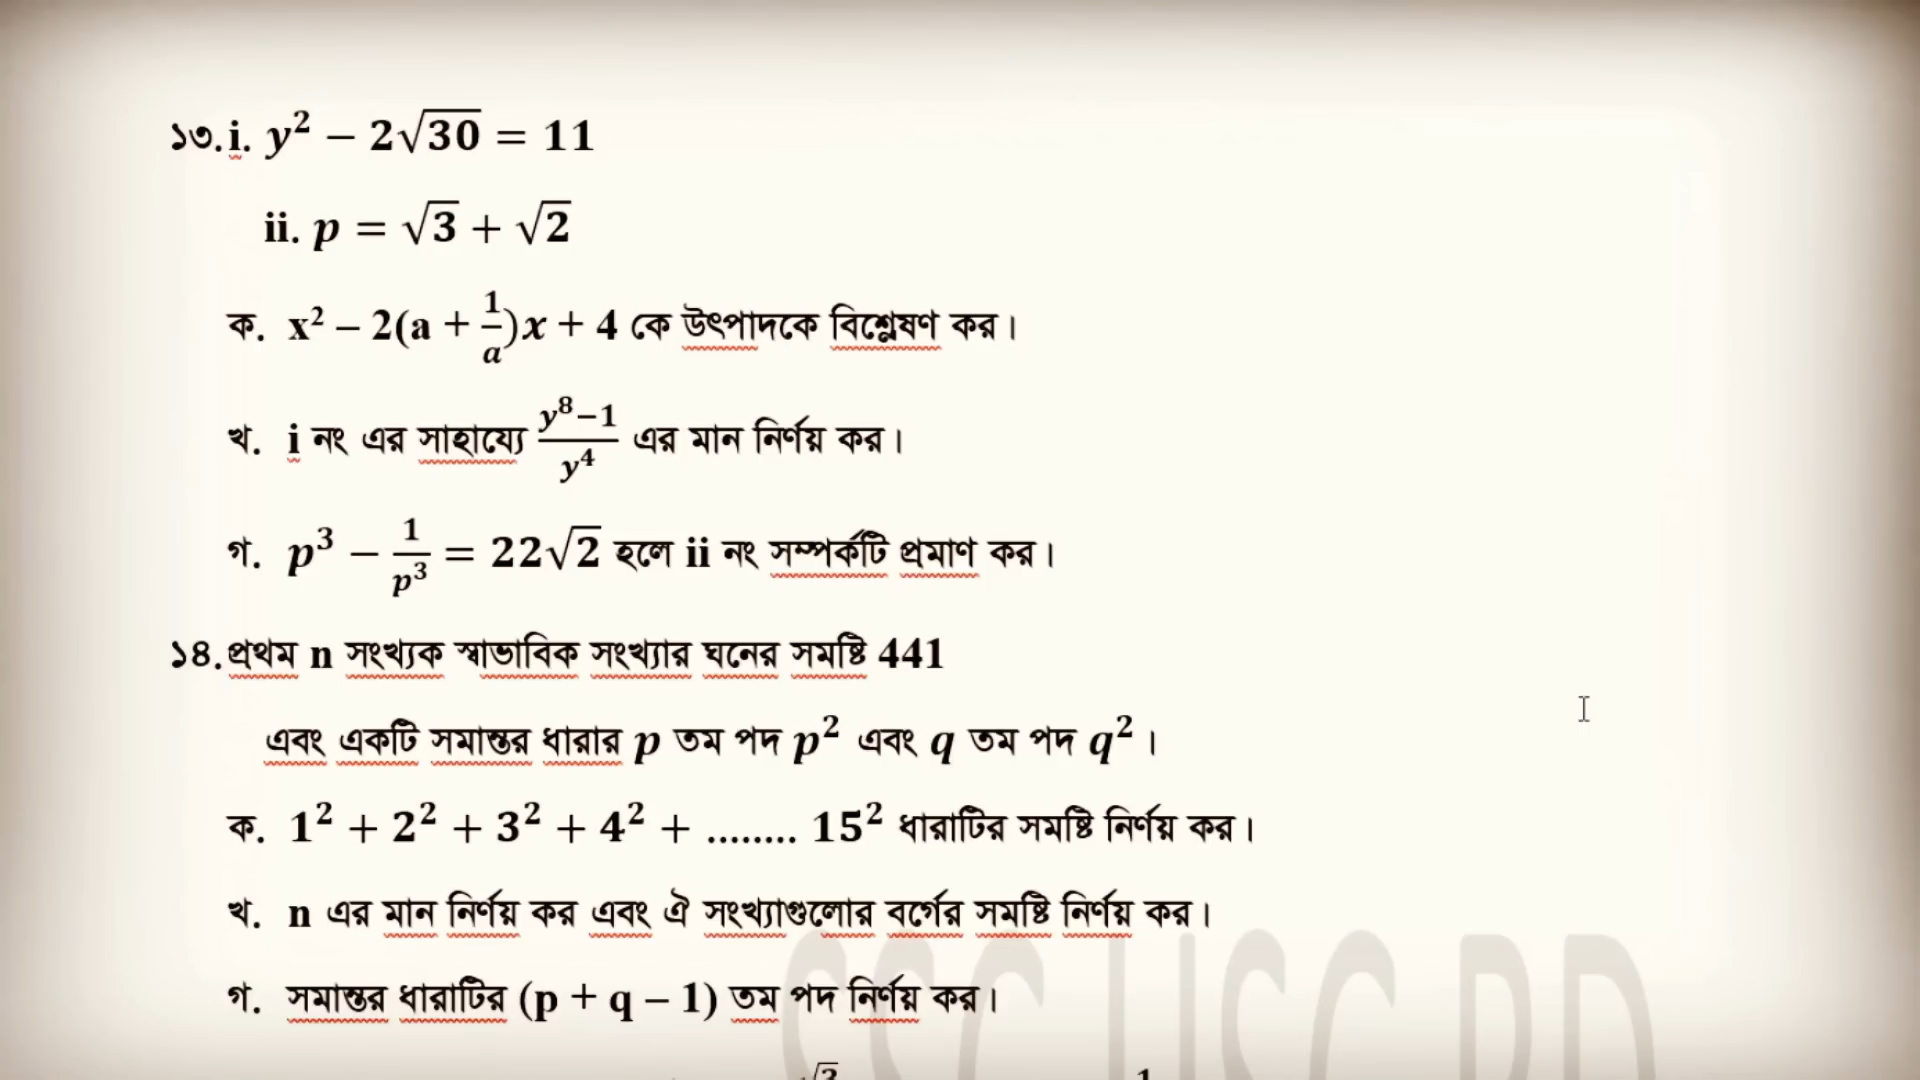 ১৩. i. y² − 2√30 = 11
ii. p = √3 + √2
ক. x² – 2(a + 1/a)x + 4 কে উৎপাদকে বিশ্লেষণ কর।
খ. i নং এর সাহায্যে (y⁸−1)/y⁴ এর মান নির্ণয় কর।
গ. p³ − 1/p³ = 22√2 হলে ii নং সম্পর্কটি প্রমাণ কর।
১৪. প্রথম n সংখ্যক স্বাভাবিক সংখ্যার ঘনের সমষ্টি 441
এবং একটি সমান্তর ধারার p তম পদ p² এবং q তম পদ q² ।
ক. 1² + 2² + 3² + 4² + ........ 15² ধারাটির সমষ্টি নির্ণয় কর।
খ. n এর মান নির্ণয় কর এবং ঐ সংখ্যাগুলোর বর্গের সমষ্টি নির্ণয় কর।
গ. সমান্তর ধারাটির (p + q – 1) তম পদ নির্ণয় কর।
SSC HSC BD